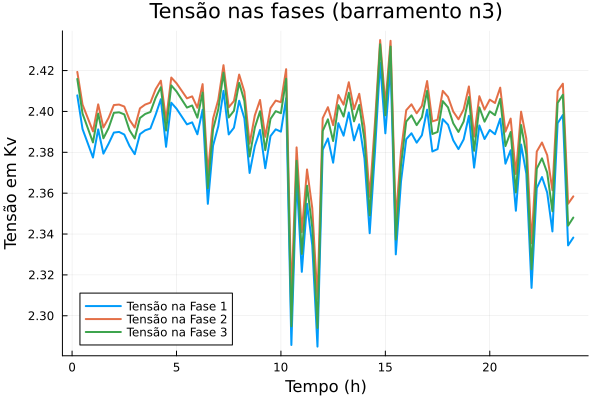 Tensão nas fases (barramento n3)
Tensão em Kv
2.42
2.40
2.38
2.36
2.34
2.32
2.30
Tensão na Fase 1
Tensão na Fase 2
Tensão na Fase 3
0
5
10
15
20
Tempo (h)